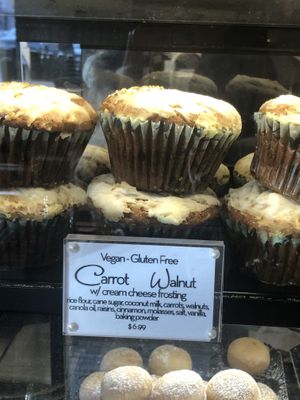 Vegan - Gluten Free
Carrot Walnut
w/ cream cheese frosting
rice flour, cane sugar, coconut milk, carrots, walnuts,
canola oil, raisins, cinnamon, molasses, salt, vanilla,
baking powder
$6.99